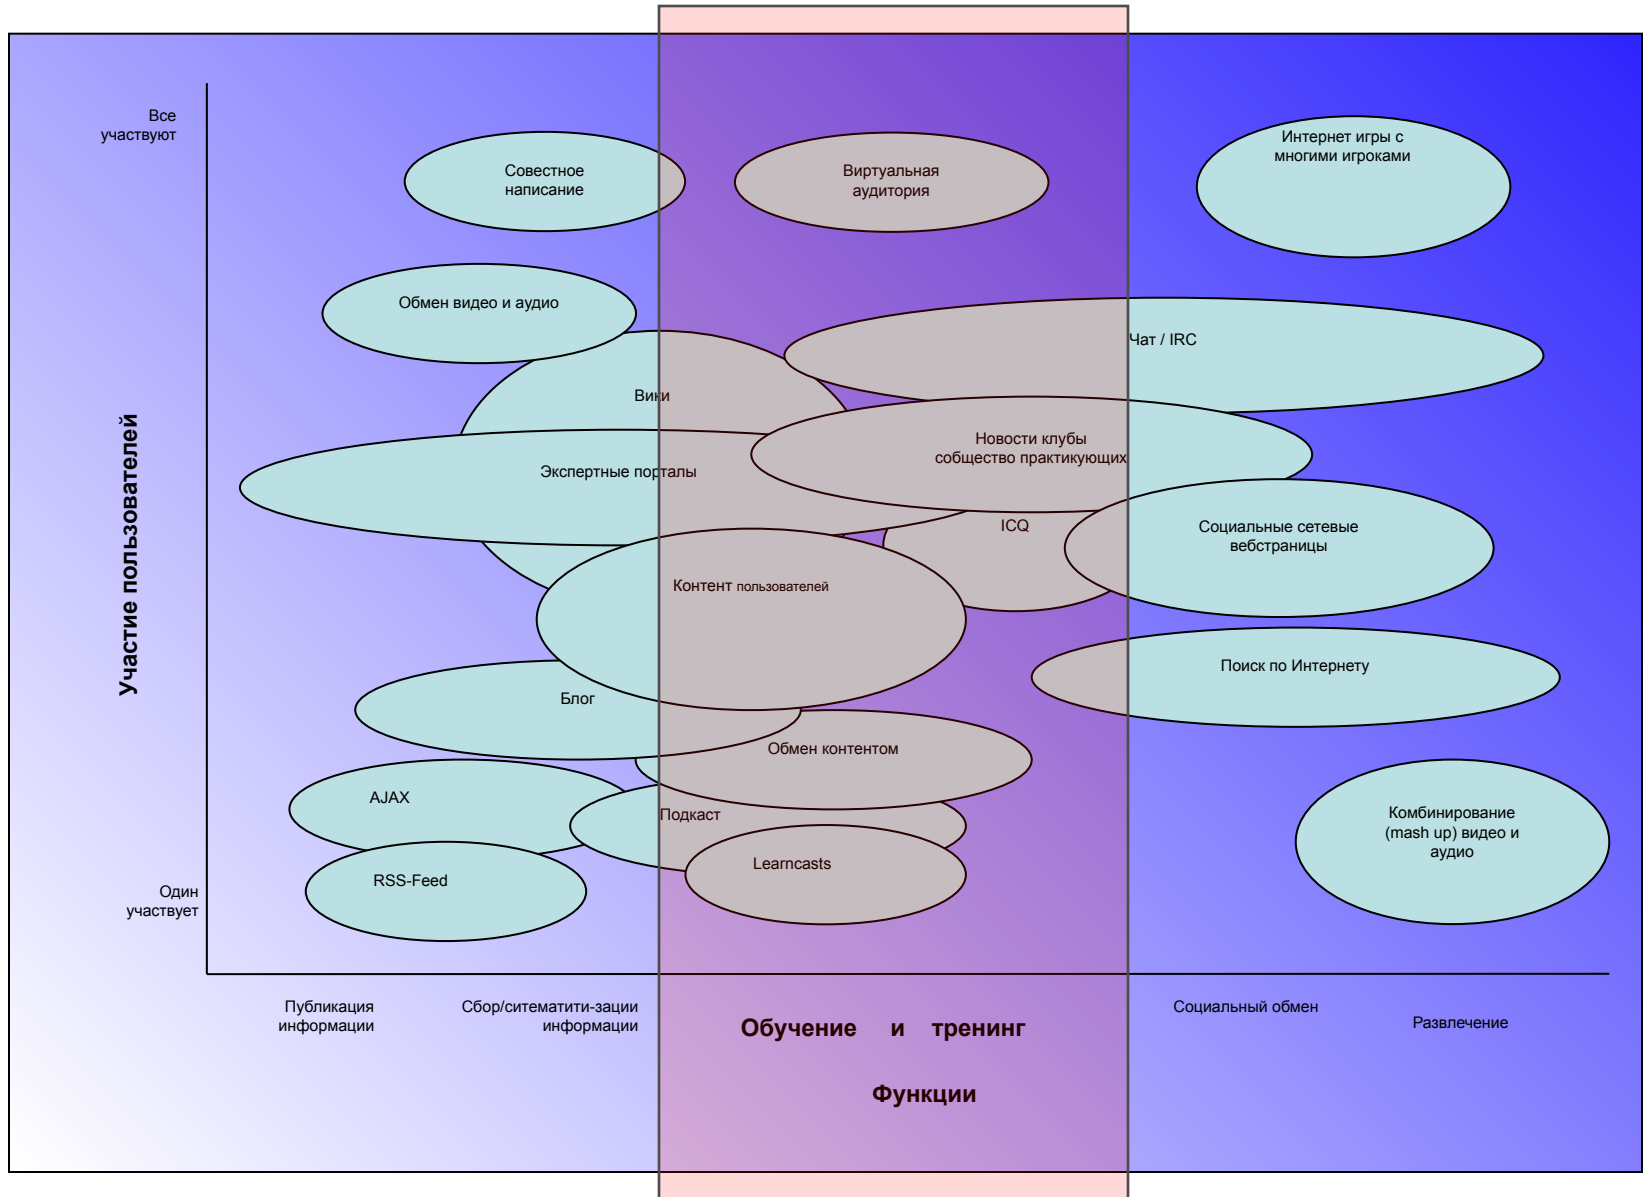 Все
участвуют
Совестное
написание
Виртуальная
аудитория
Интернет игры с
многими игроками
Обмен видео и аудио
Чат / IRC
Вики
Новости клубы
собщество практикующих
Экспертные порталы
ICQ
Социальные сетевые
вебстраницы
Участие пользователей
Контент пользователей
Поиск по Интернету
Блог
Обмен контентом
AJAX
Подкаст
Комбинирование
(mash up) видео и
аудио
Learncasts
RSS-Feed
Один
участвует
Публикация
информации
Сбор/ситематити-зации
информации
Обучение и тренинг
Социальный обмен
Развлечение
Функции